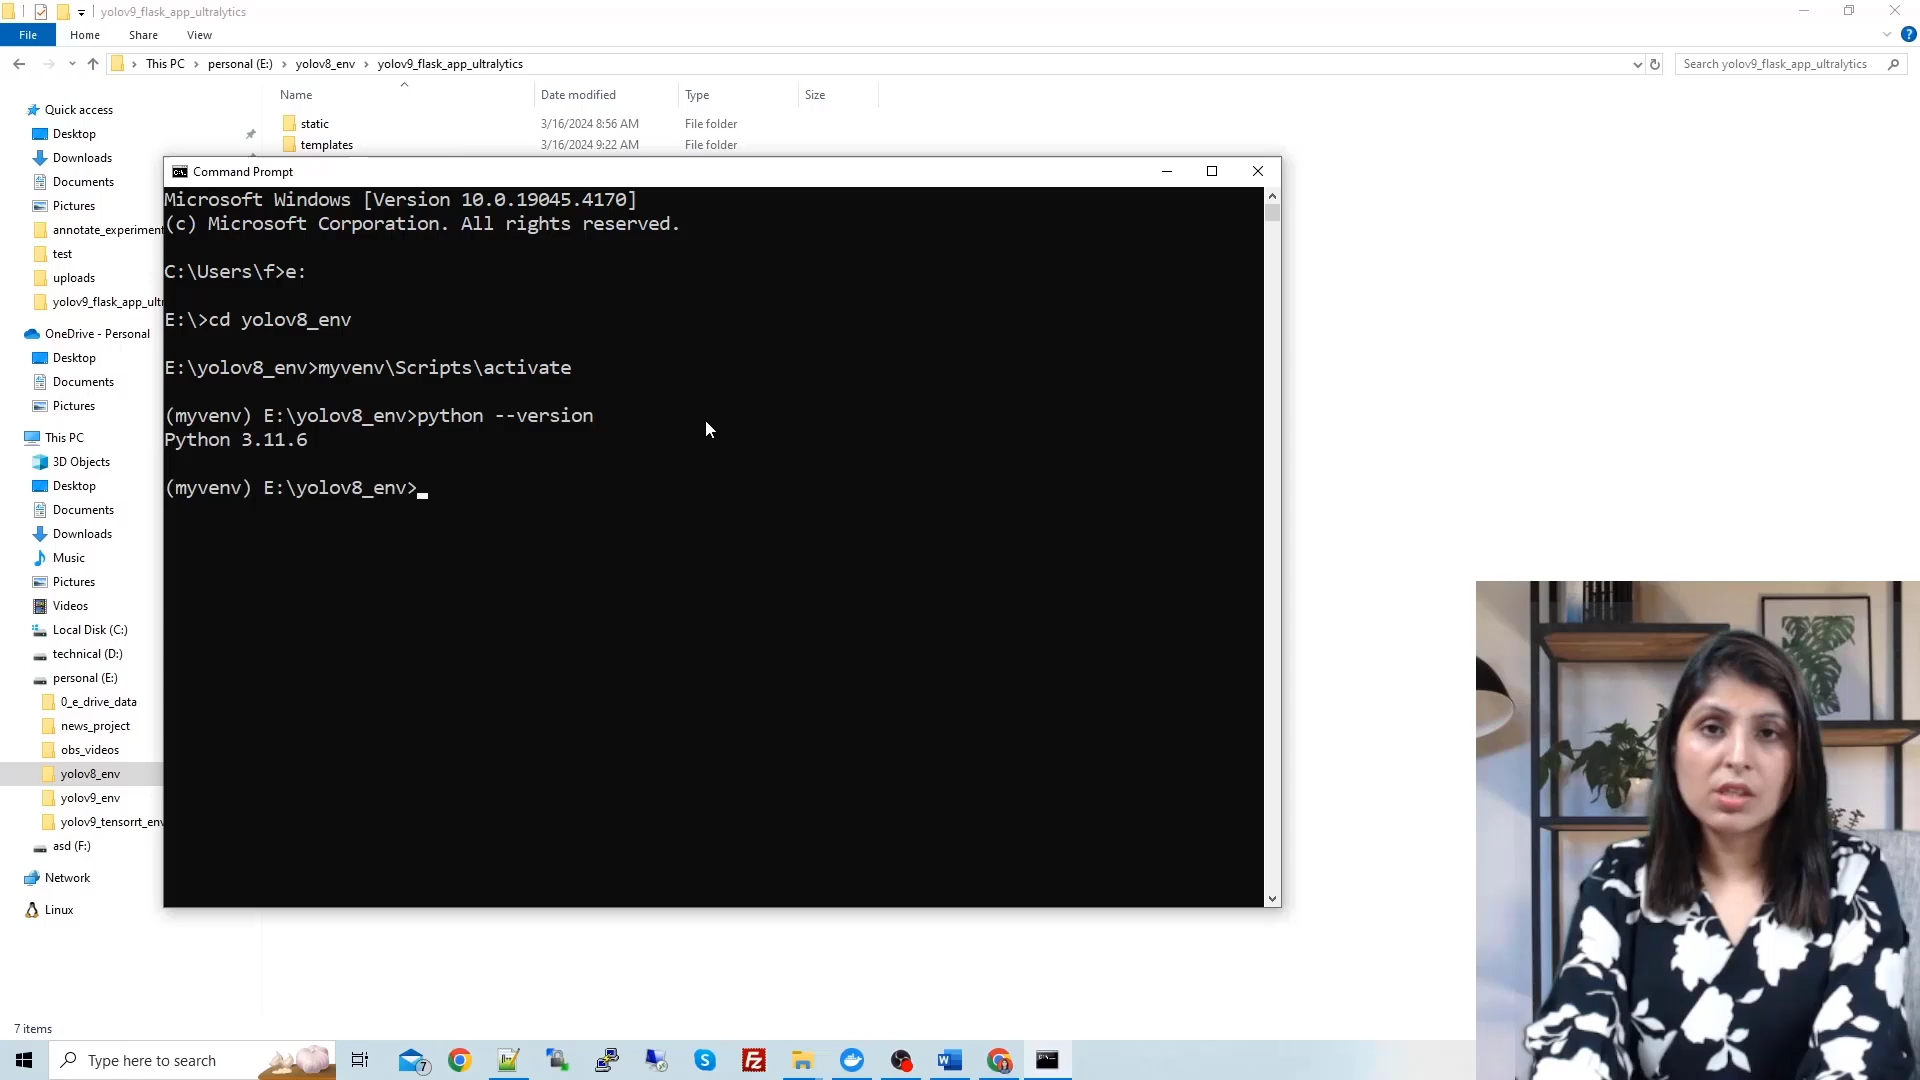 yolov9_flask_app_ultralytics
File Home Share View
This PC personal (E:) yolov8_env yolov9_flask_app_ultralytics
Search yolov9_flask_app_ultralytics
Name Date modified Type Size
static 3/16/2024 8:56 AM File folder
templates 3/16/2024 9:22 AM File folder
Quick access
Desktop
Downloads
Documents
Pictures
annotate_experiment
test
uploads
yolov9_flask_app_ultr
OneDrive - Personal
Desktop
Documents
Pictures
This PC
3D Objects
Desktop
Documents
Downloads
Music
Pictures
Videos
Local Disk (C:)
technical (D:)
personal (E:)
0_e_drive_data
news_project
obs_videos
yolov8_env
yolov9_env
yolov9_tensorrt_env
asd (F:)
Network
Linux
7 items
Command Prompt
Microsoft Windows [Version 10.0.19045.4170]
(c) Microsoft Corporation. All rights reserved.
C:\Users\f>e:
E:\>cd yolov8_env
E:\yolov8_env>myvenv\Scripts\activate
(myvenv) E:\yolov8_env>python --version
Python 3.11.6
(myvenv) E:\yolov8_env>
Type here to search
7